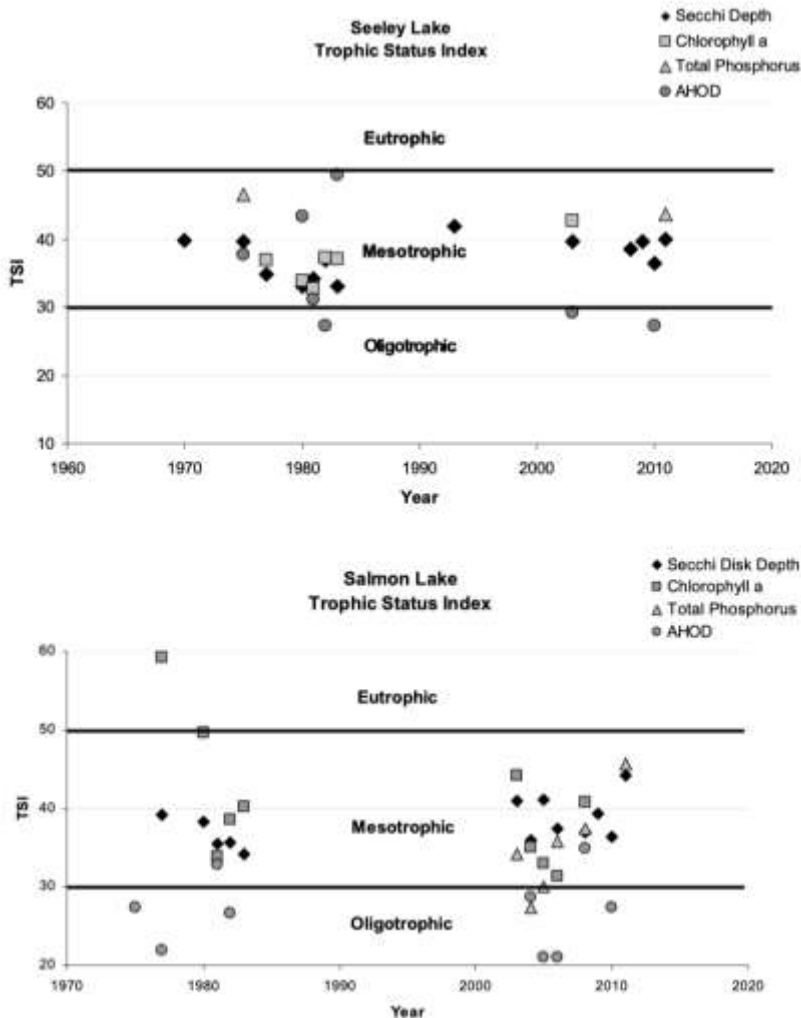 Seeley Lake
Trophic Status Index
Secchi Depth
Chlorophyll a
Total Phosphorus
AHOD
60
50
40
30
20
10
TSI
Eutrophic
Mesotrophic
Oligotrophic
1960
1970
1980
1990
2000
2010
2020
Year
Salmon Lake
Trophic Status Index
Secchi Disk Depth
Chlorophyll a
Total Phosphorus
AHOD
60
50
40
30
20
TSI
Eutrophic
Mesotrophic
Oligotrophic
1970
1980
1990
2000
2010
2020
Year